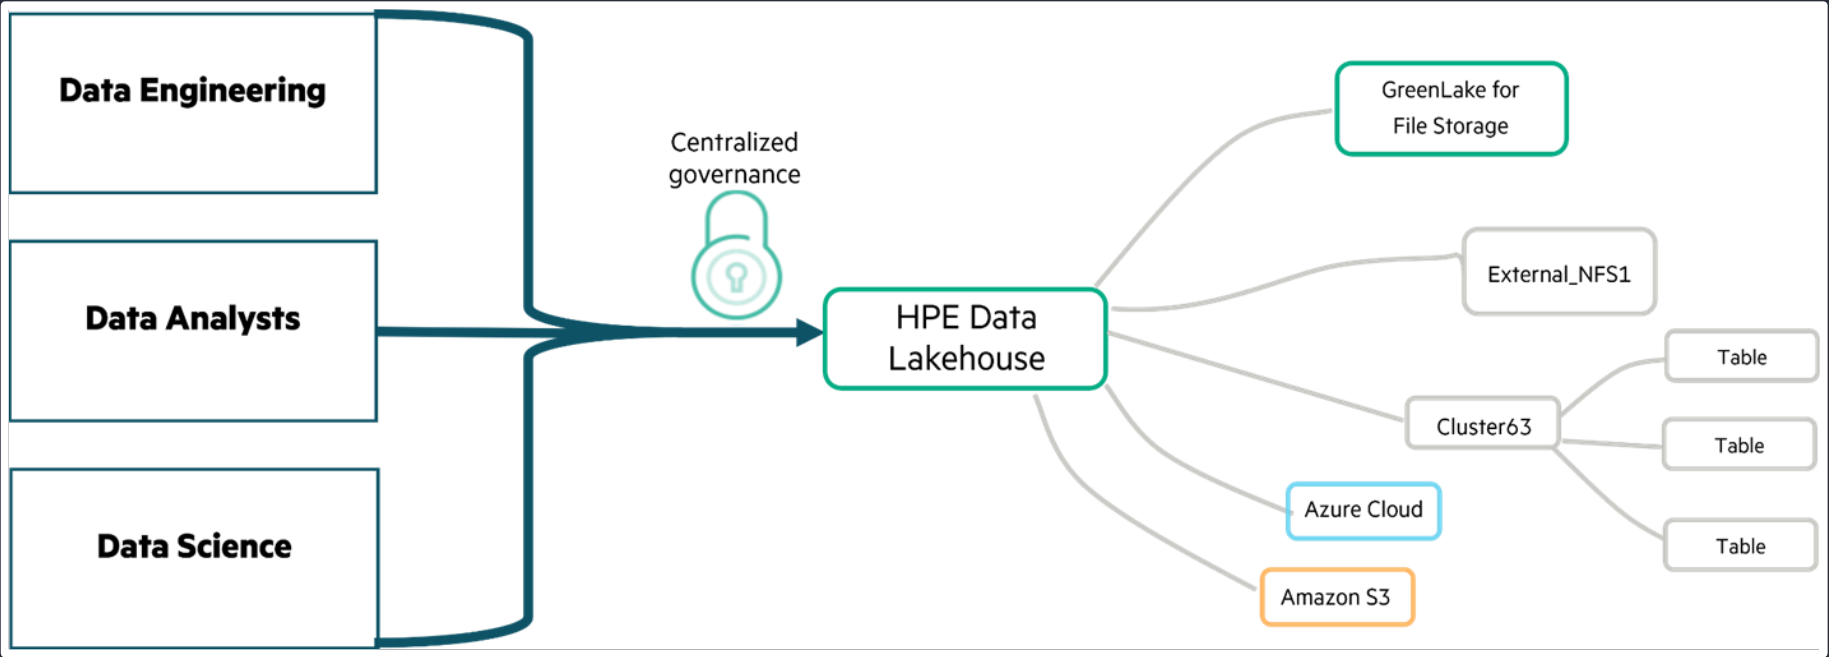 Data Engineering
Data Analysts
Data Science
Centralized
governance
HPE Data
Lakehouse
GreenLake for
File Storage
External_NFS1
Cluster63
Table
Table
Table
Azure Cloud
Amazon S3